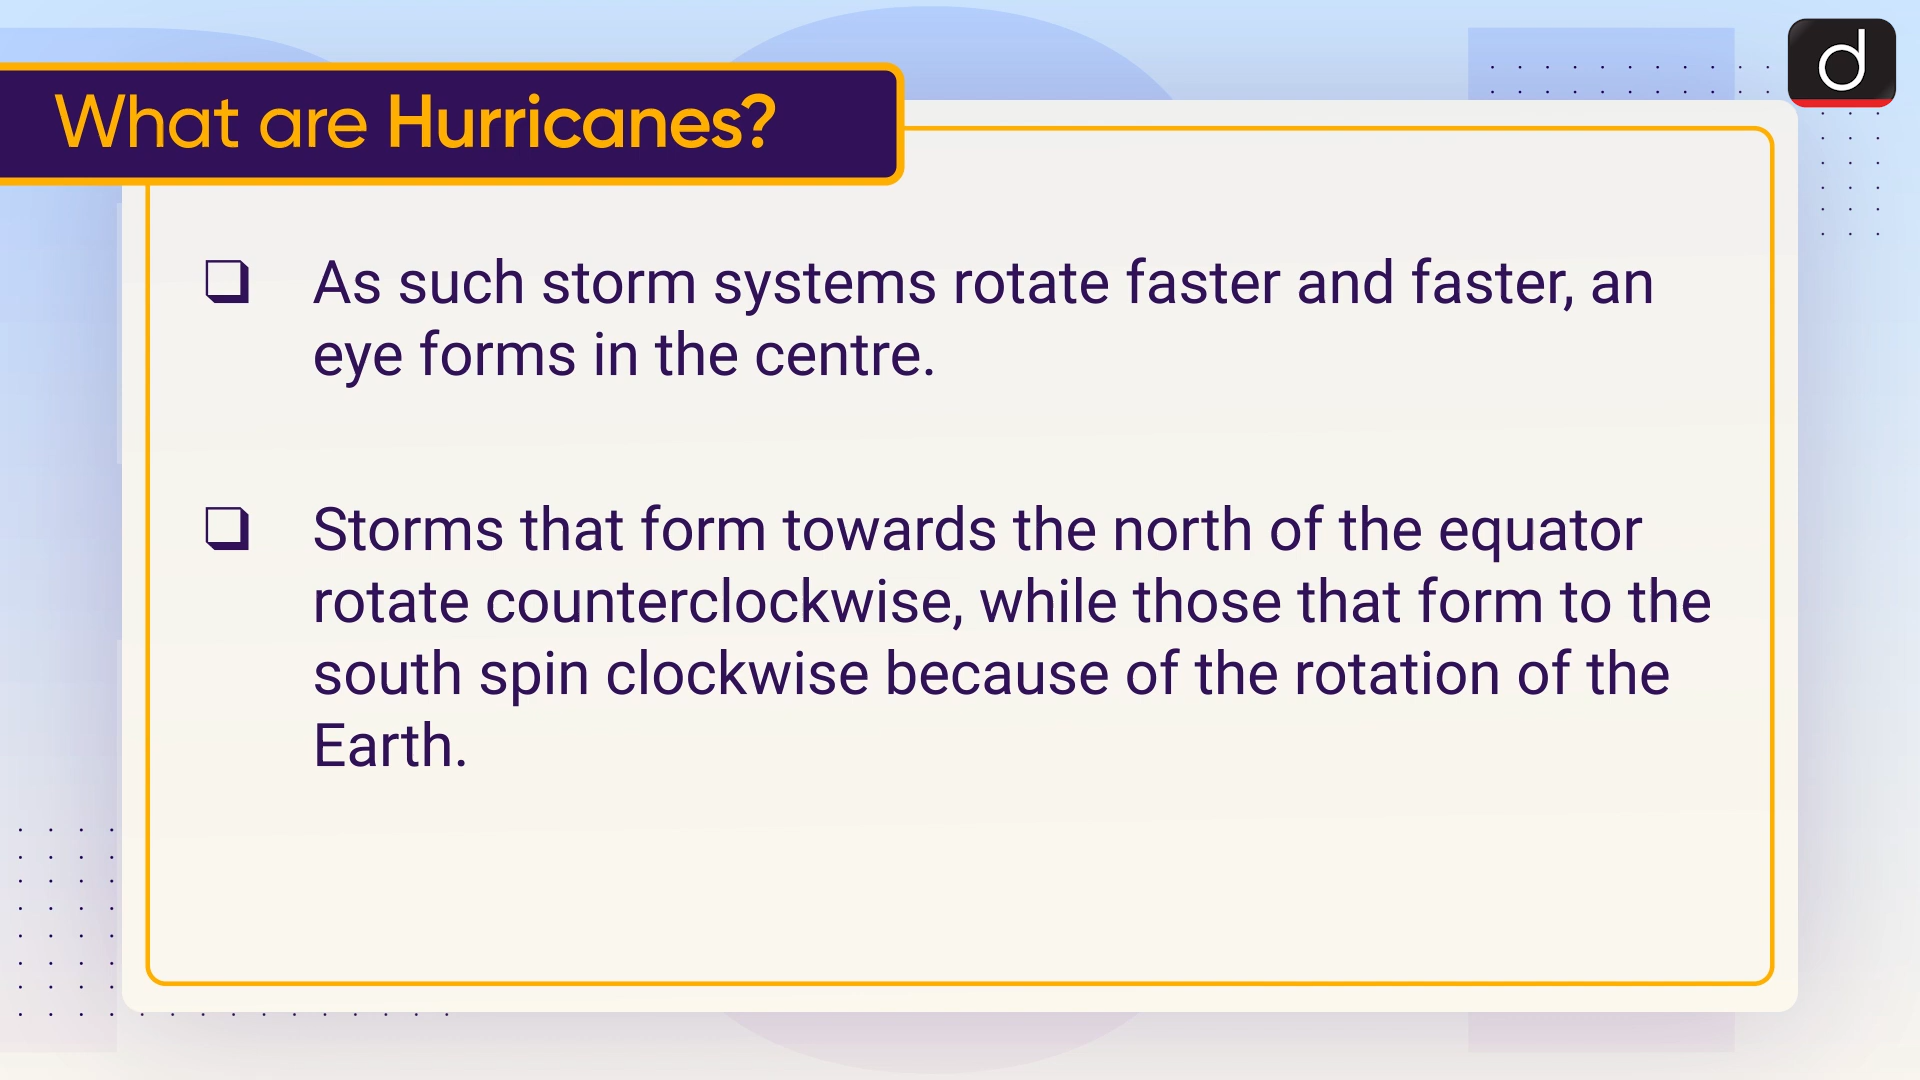 What are Hurricanes?
d
❑ As such storm systems rotate faster and faster, an
eye forms in the centre.
❑ Storms that form towards the north of the equator
rotate counterclockwise, while those that form to the
south spin clockwise because of the rotation of the
Earth.